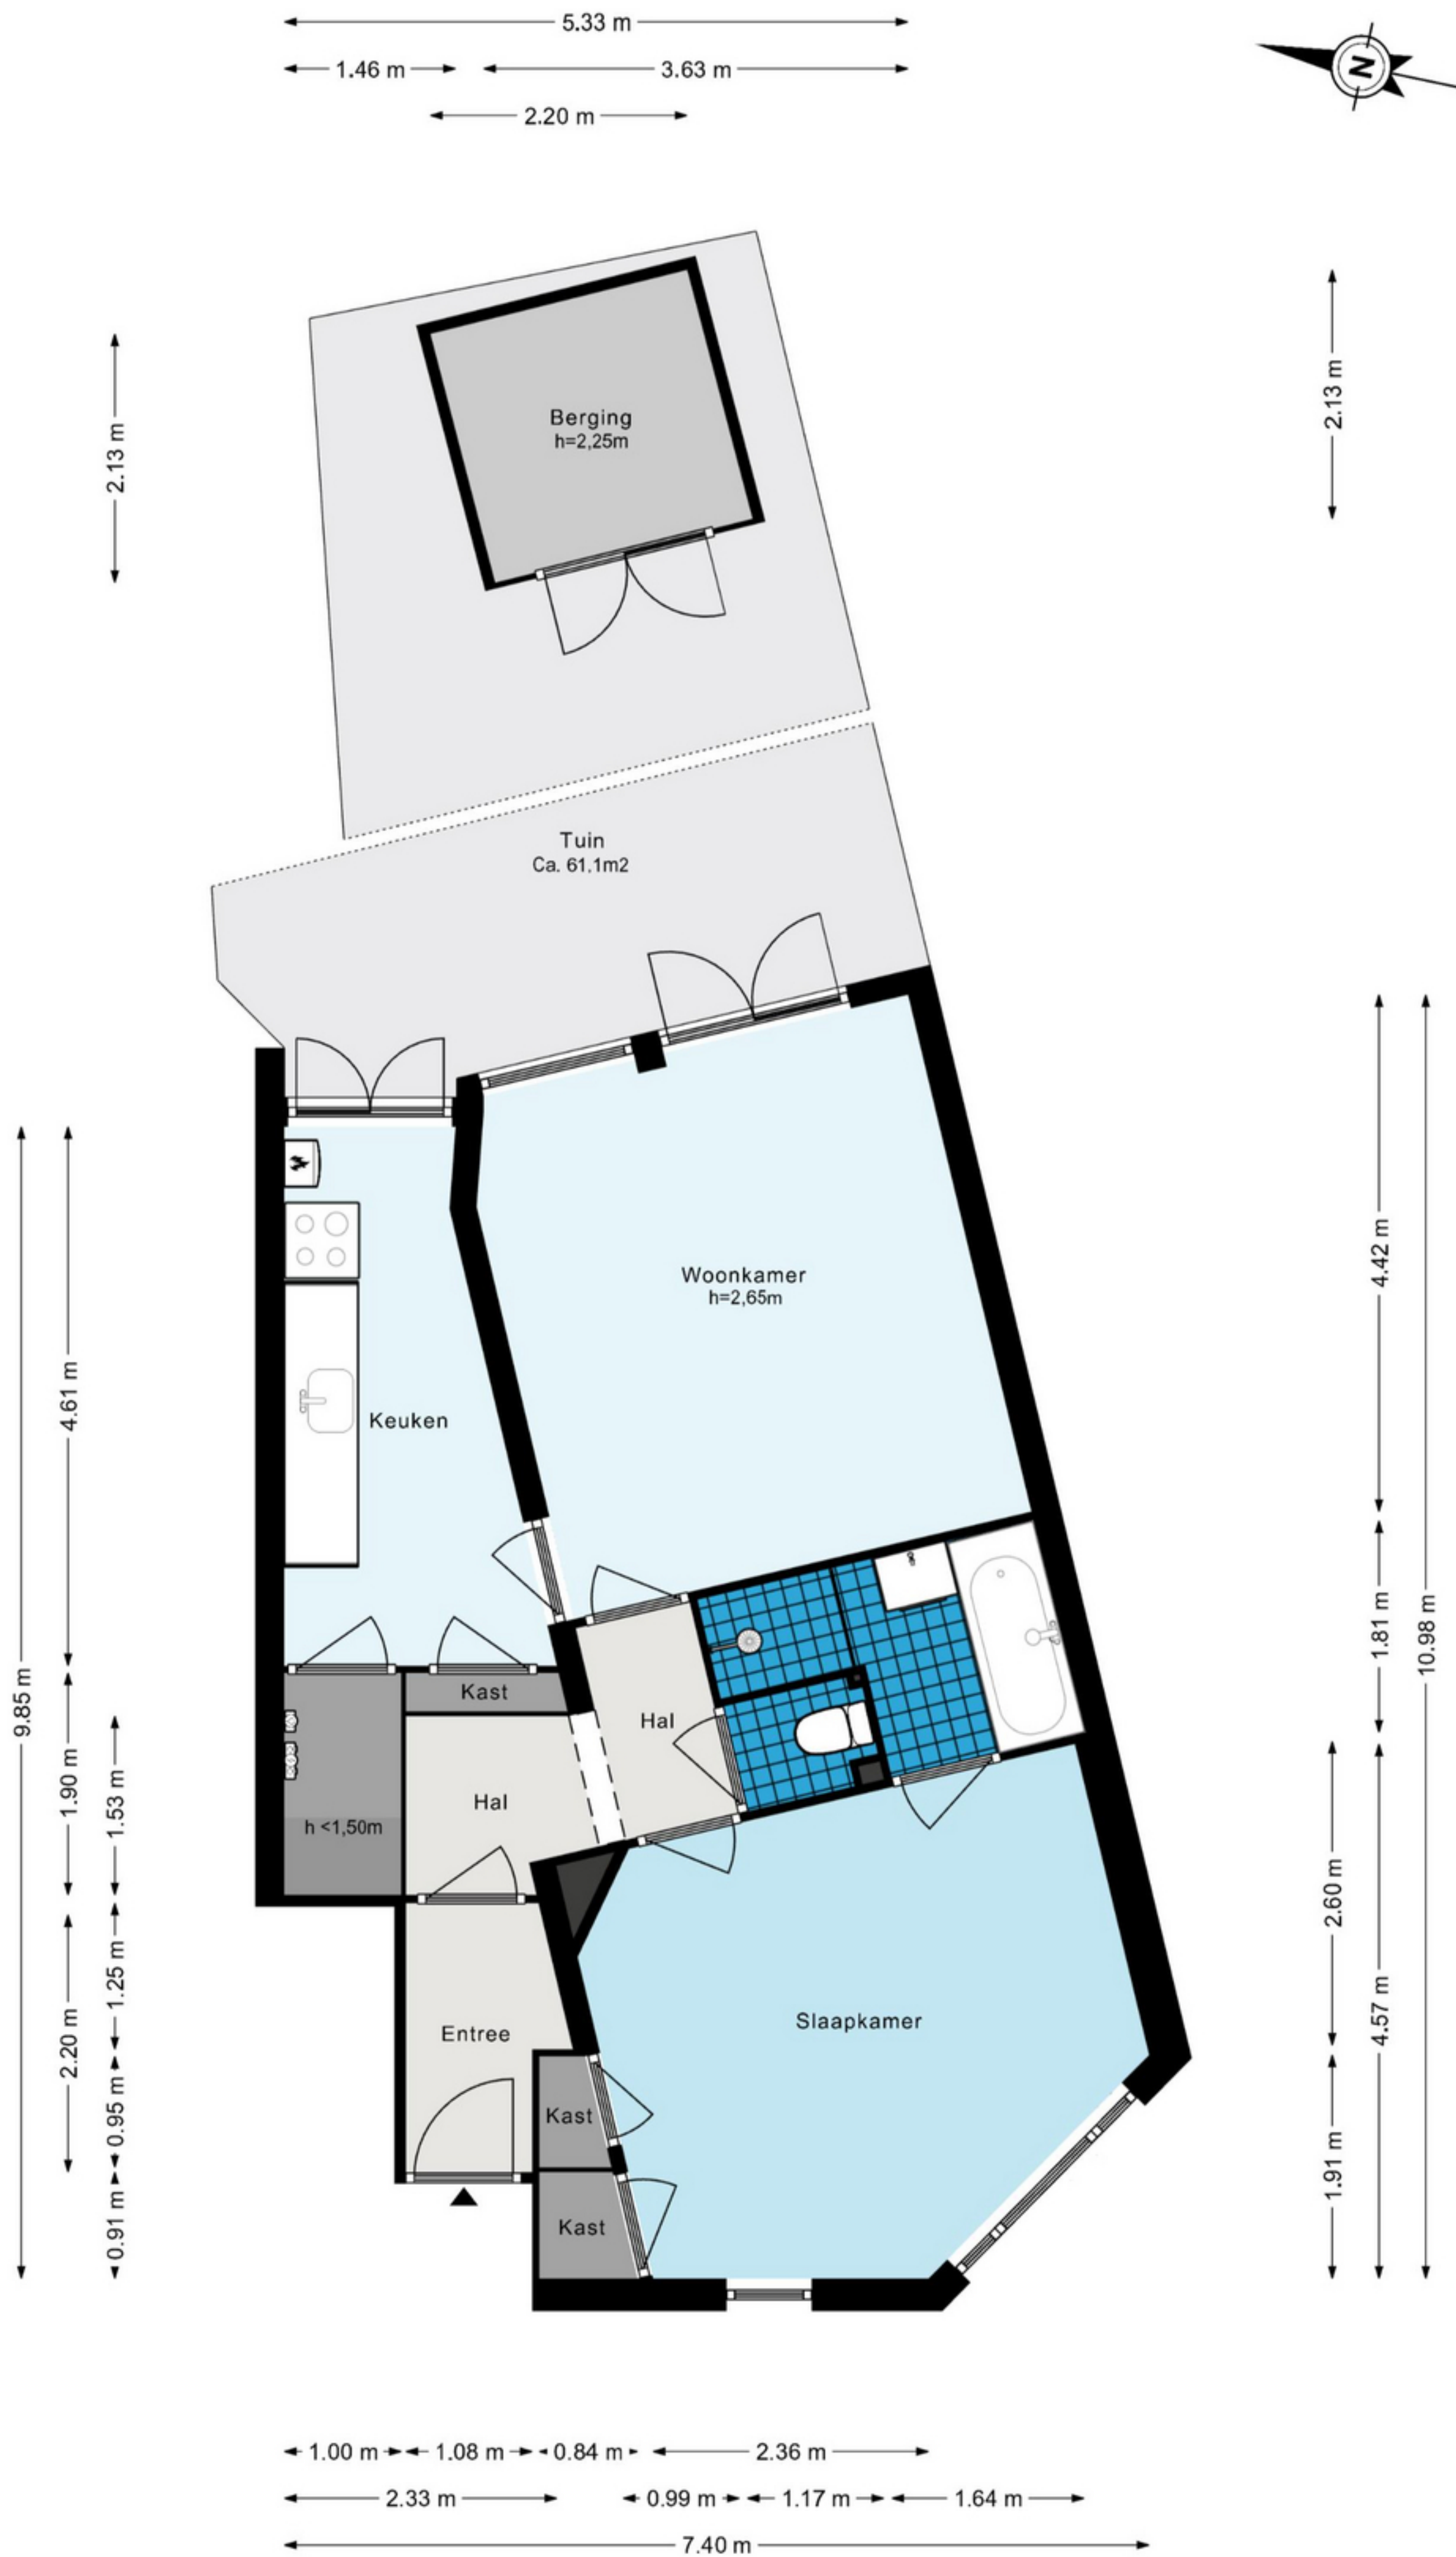 5.33 m
1.46 m
3.63 m
2.20 m
N
2.13 m
2.13 m
Berging
h=2,25m
Tuin
Ca. 61,1m2
Woonkamer
h=2,65m
Keuken
Kast
Hal
Hal
h <1,50m
Entree
Slaapkamer
Kast
Kast
9.85 m
4.61 m
1.90 m
1.53 m
2.20 m
1.25 m
0.95 m
0.91 m
4.42 m
1.81 m
10.98 m
2.60 m
4.57 m
1.91 m
1.00 m
1.08 m
0.84 m
2.36 m
2.33 m
0.99 m
1.17 m
1.64 m
7.40 m